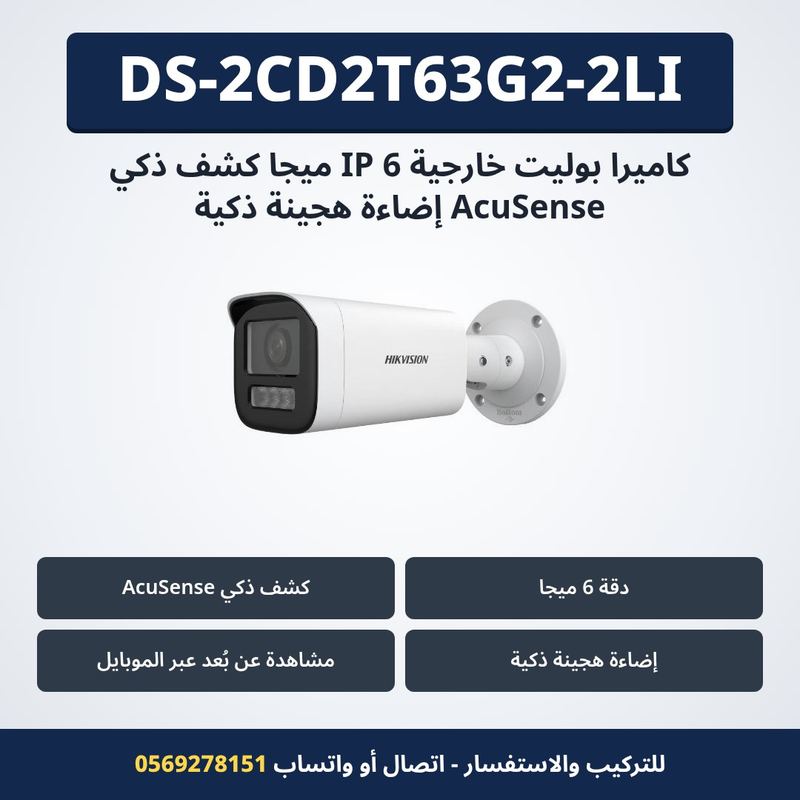 DS-2CD2T63G2-2LI
كاميرا بوليت خارجية IP 6 ميجا كشف ذكي
AcuSense إضاءة هجينة ذكية
HIKVISION
Bottom
دقة 6 ميجا
كشف ذكي AcuSense
إضاءة هجينة ذكية
مشاهدة عن بُعد عبر الموبايل
للتركيب والاستفسار - اتصال أو واتساب 0569278151